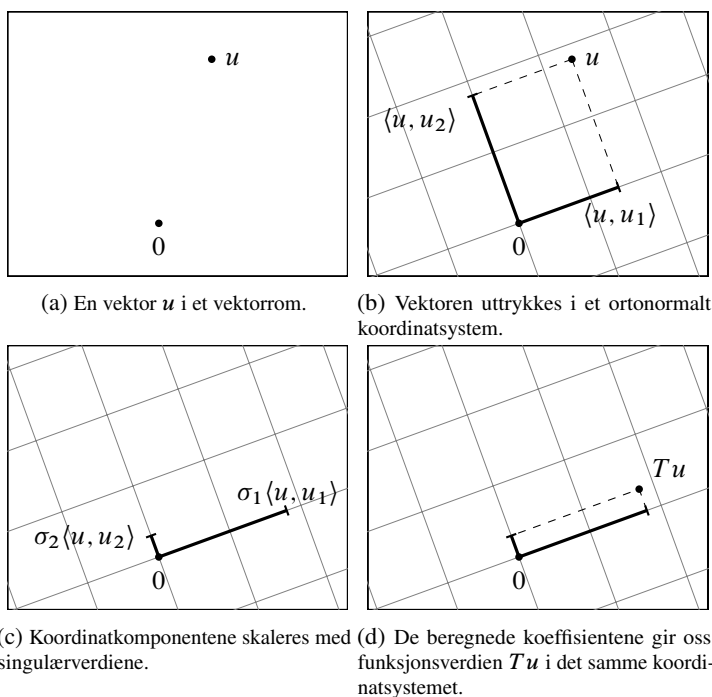 u
0
(a) En vektor u i et vektorrom.
u
⟨u, u₂⟩
⟨u, u₁⟩
0
(b) Vektoren uttrykkes i et ortonormalt
koordinatsystem.
σ₁⟨u, u₁⟩
σ₂⟨u, u₂⟩
0
(c) Koordinatkomponentene skaleres med
singulærverdiene.
Tu
0
(d) De beregnede koeffisientene gir oss
funksjonsverdien Tu i det samme koordi-
natsystemet.